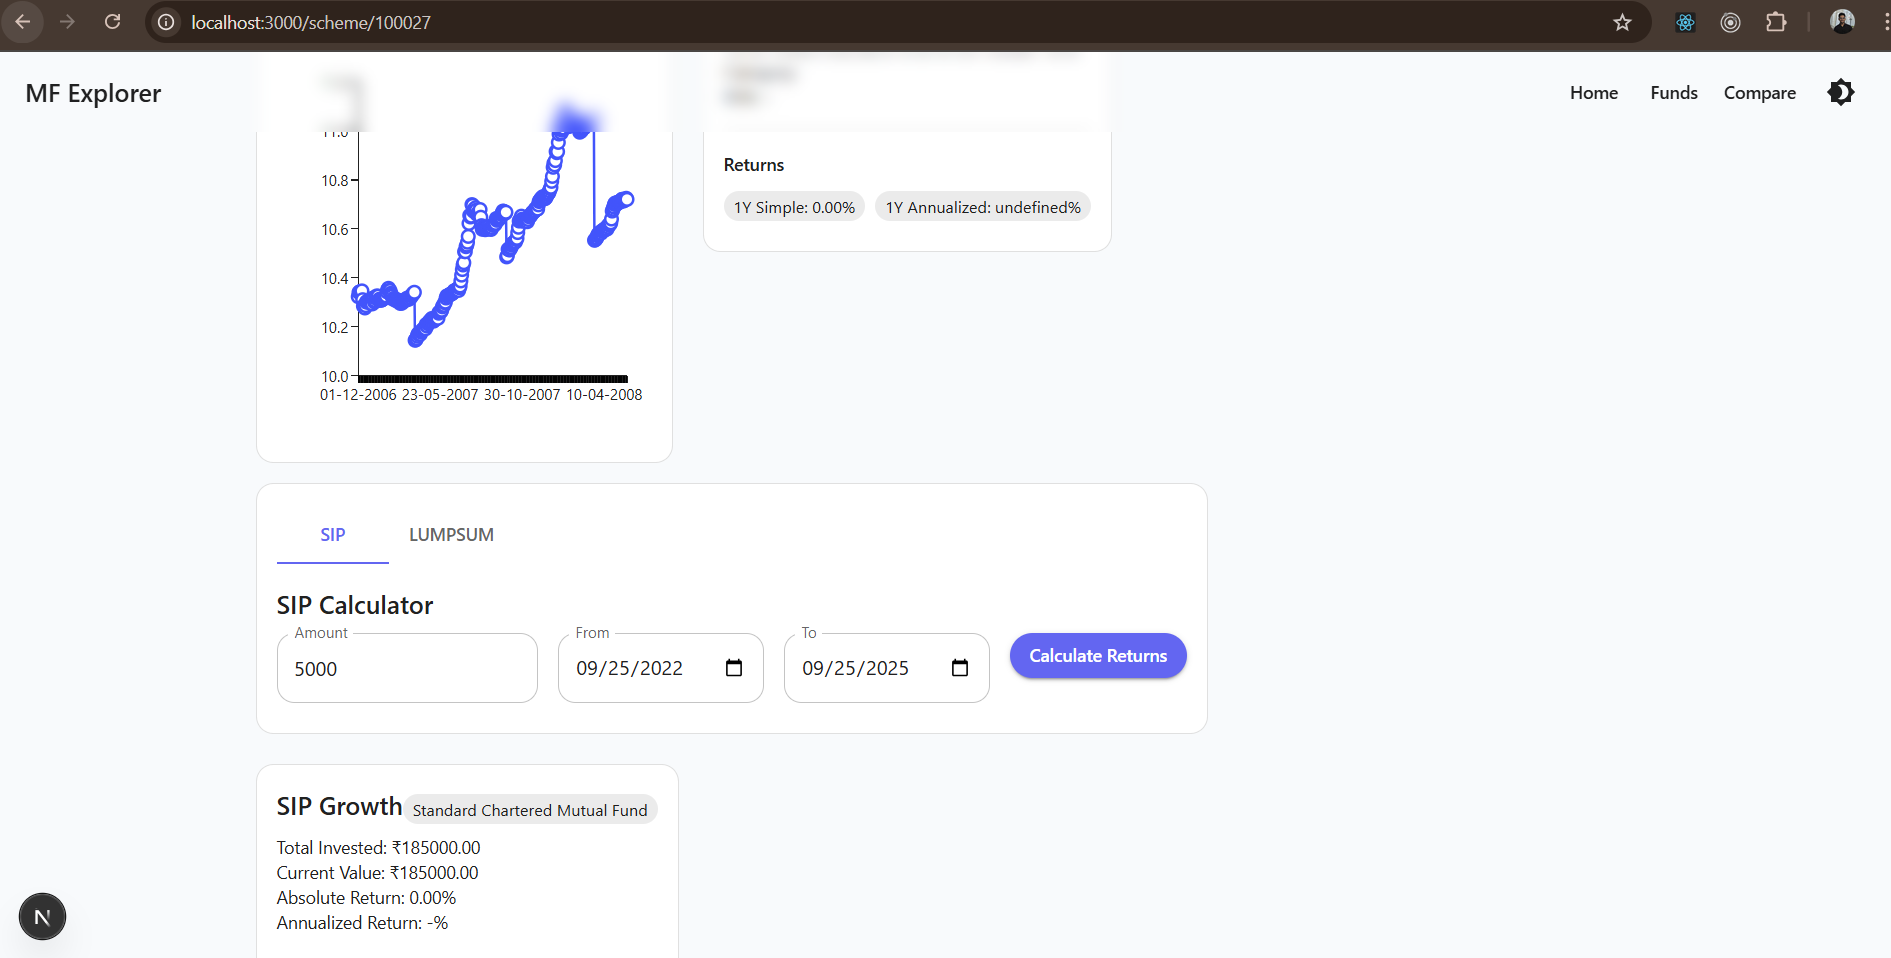 localhost:3000/scheme/100027
MF Explorer
Home
Funds
Compare
11.0
10.8
10.6
10.4
10.2
10.0
01-12-2006 23-05-2007 30-10-2007 10-04-2008
Returns
1Y Simple: 0.00%
1Y Annualized: undefined%
SIP
LUMPSUM
SIP Calculator
Amount
5000
From
09/25/2022
To
09/25/2025
Calculate Returns
SIP Growth
Standard Chartered Mutual Fund
Total Invested: ₹185000.00
Current Value: ₹185000.00
Absolute Return: 0.00%
Annualized Return: -%
N